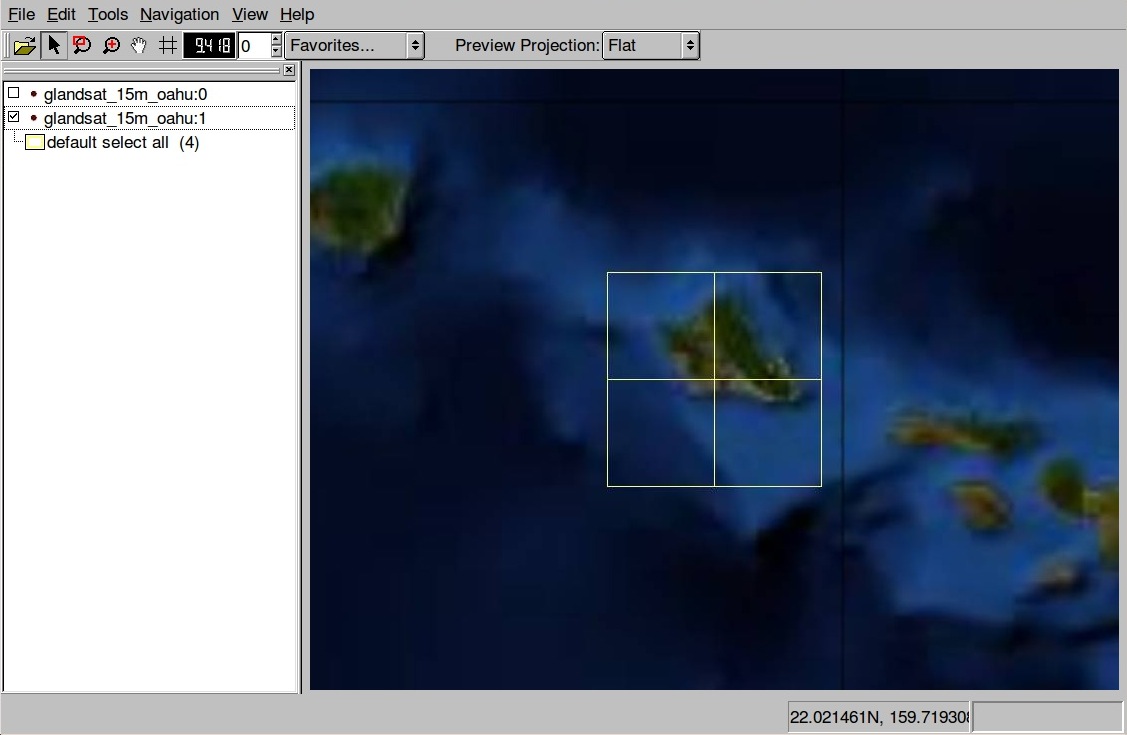 File Edit Tools Navigation View Help
9418 0 Favorites... Preview Projection: Flat
glandsat_15m_oahu:0
glandsat_15m_oahu:1
default select all (4)
22.021461N, 159.71930